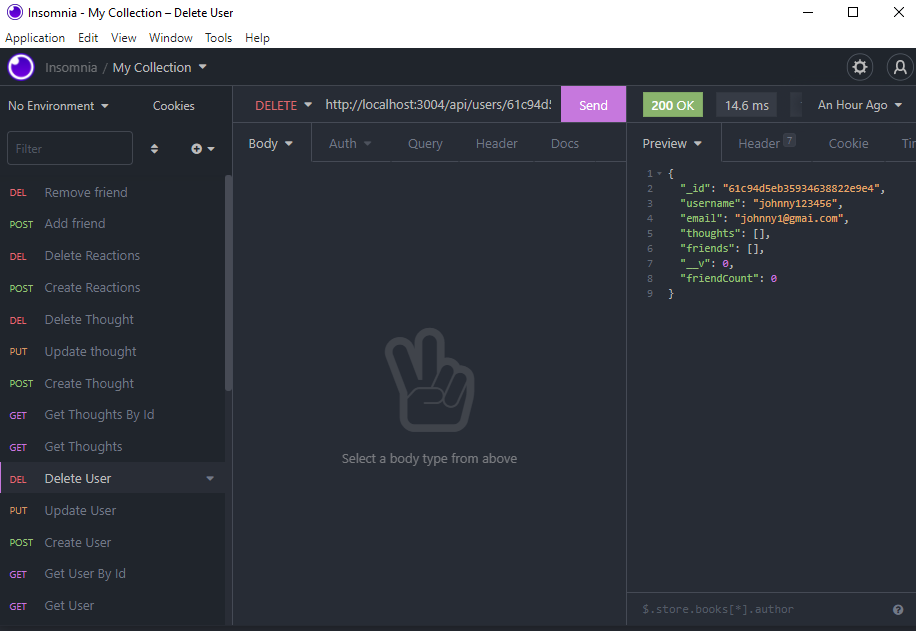 Insomnia - My Collection – Delete User
Application Edit View Window Tools Help
Insomnia / My Collection
No Environment Cookies
DELETE http://localhost:3004/api/users/61c94d5 Send
200 OK 14.6 ms An Hour Ago
Filter
Body Auth Query Header Docs
Preview Header 7 Cookie Tir
DEL Remove friend
POST Add friend
DEL Delete Reactions
POST Create Reactions
DEL Delete Thought
PUT Update thought
POST Create Thought
GET Get Thoughts By Id
GET Get Thoughts
DEL Delete User
PUT Update User
POST Create User
GET Get User By Id
GET Get User
Select a body type from above
1 {
2 "_id": "61c94d5eb35934638822e9e4",
3 "username": "johnny123456",
4 "email": "johnny1@gmai.com",
5 "thoughts": [],
6 "friends": [],
7 "__v": 0,
8 "friendCount": 0
9 }
$.store.books[*].author